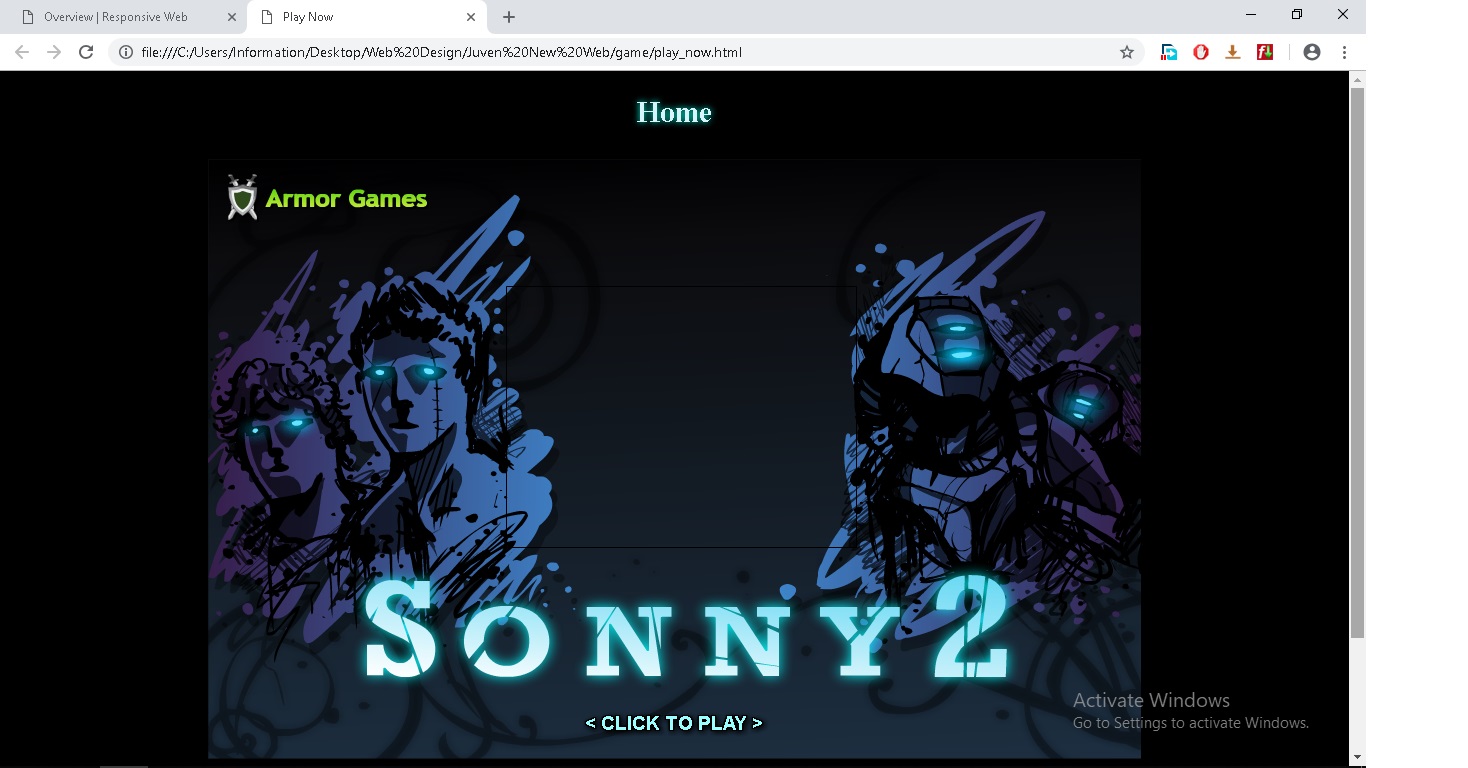 Overview | Responsive Web
Play Now
file:///C:/Users/Information/Desktop/Web%20Design/Juven%20New%20Web/game/play_now.html
Home
Armor Games
SONNY2
< CLICK TO PLAY >
Activate Windows
Go to Settings to activate Windows.